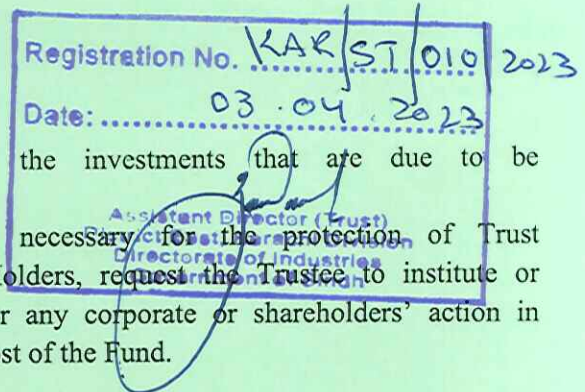 Registration No. KAR/ST/010/2023
Date: 03.04.2023
the investments that are due to be
Assistant Director (Trust)
necessary for the protection of Trust
Directorate of Industries
Holders, request the Trustee to institute or
any corporate or shareholders' action in
of the Fund.